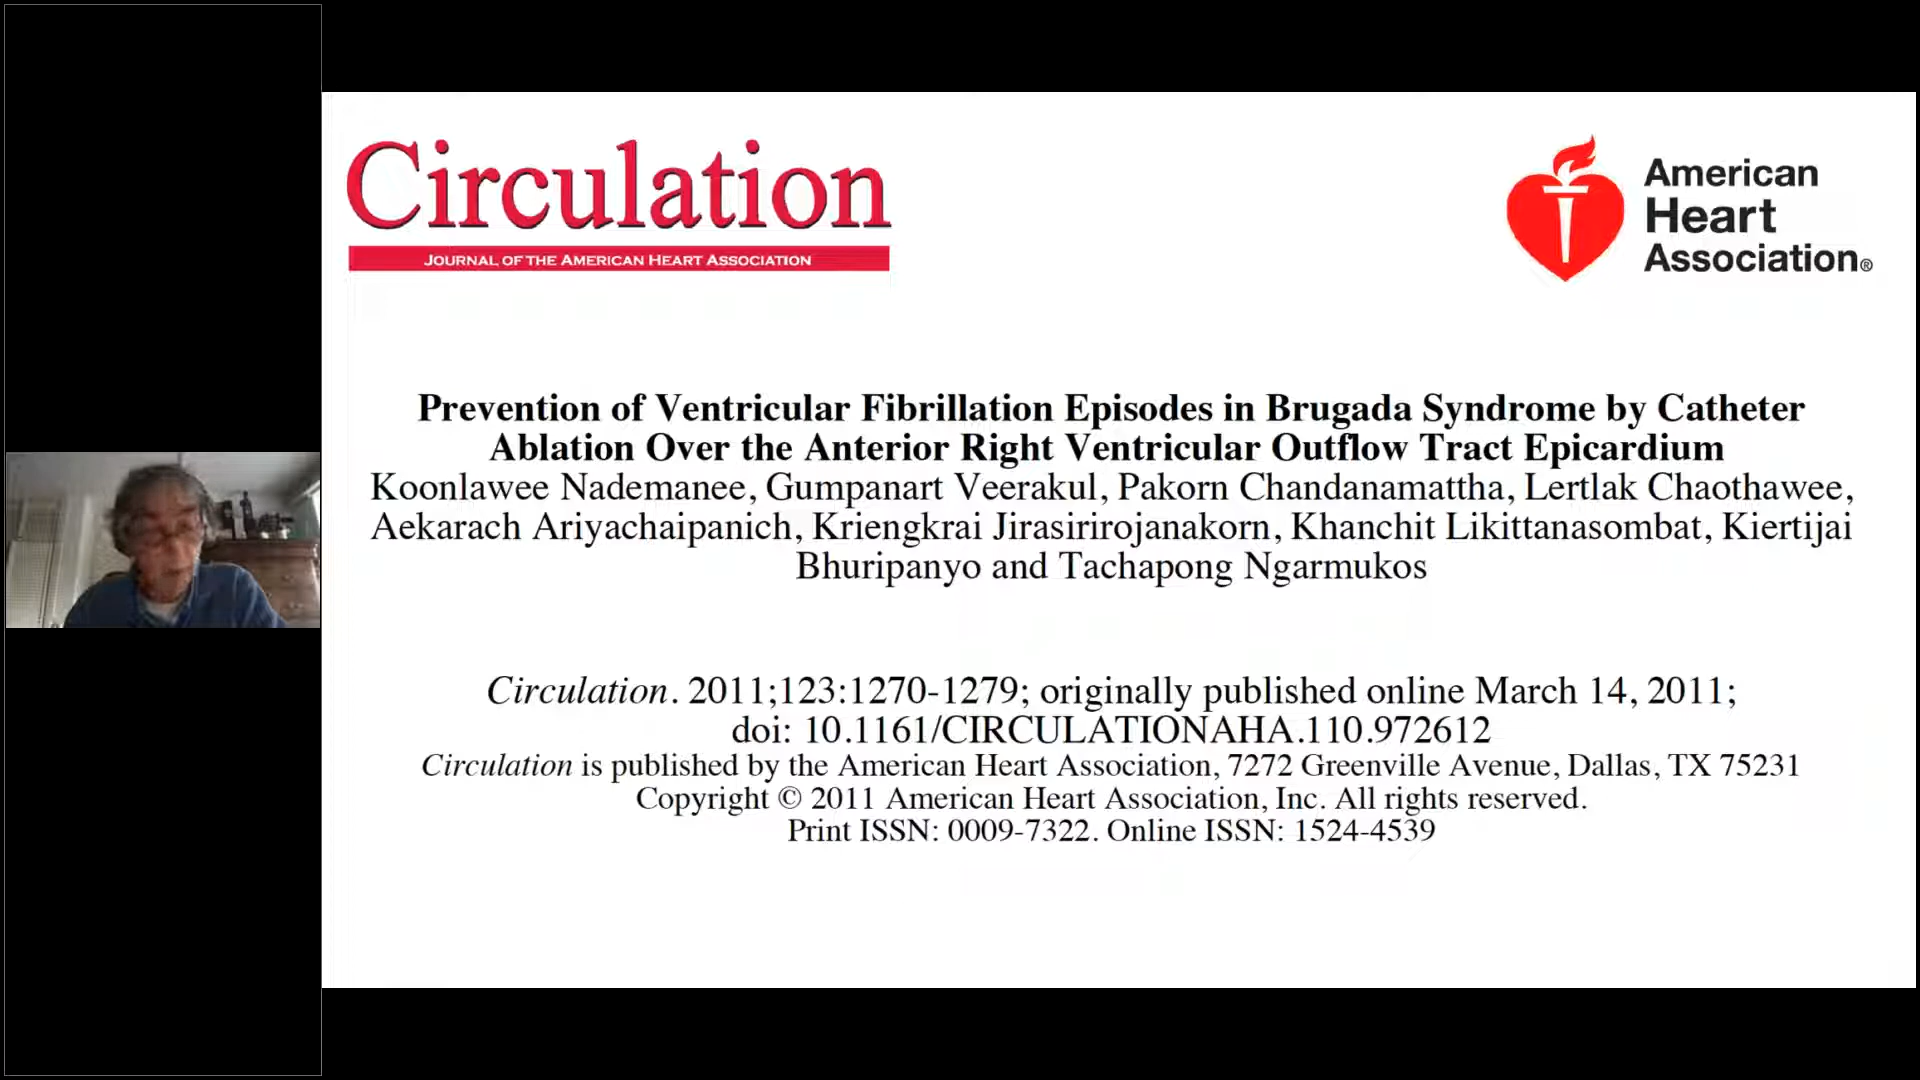 Circulation
JOURNAL OF THE AMERICAN HEART ASSOCIATION
American
Heart
Association®
Prevention of Ventricular Fibrillation Episodes in Brugada Syndrome by Catheter
Ablation Over the Anterior Right Ventricular Outflow Tract Epicardium
Koonlawee Nademanee, Gumpanart Veerakul, Pakorn Chandanamattha, Lertlak Chaothawee,
Aekarach Ariyachaipanich, Kriengkrai Jirasirirojanakorn, Khanchit Likittanasombat, Kiertijai
Bhuripanyo and Tachapong Ngarmukos
Circulation. 2011;123:1270-1279; originally published online March 14, 2011;
doi: 10.1161/CIRCULATIONAHA.110.972612
Circulation is published by the American Heart Association, 7272 Greenville Avenue, Dallas, TX 75231
Copyright © 2011 American Heart Association, Inc. All rights reserved.
Print ISSN: 0009-7322. Online ISSN: 1524-4539